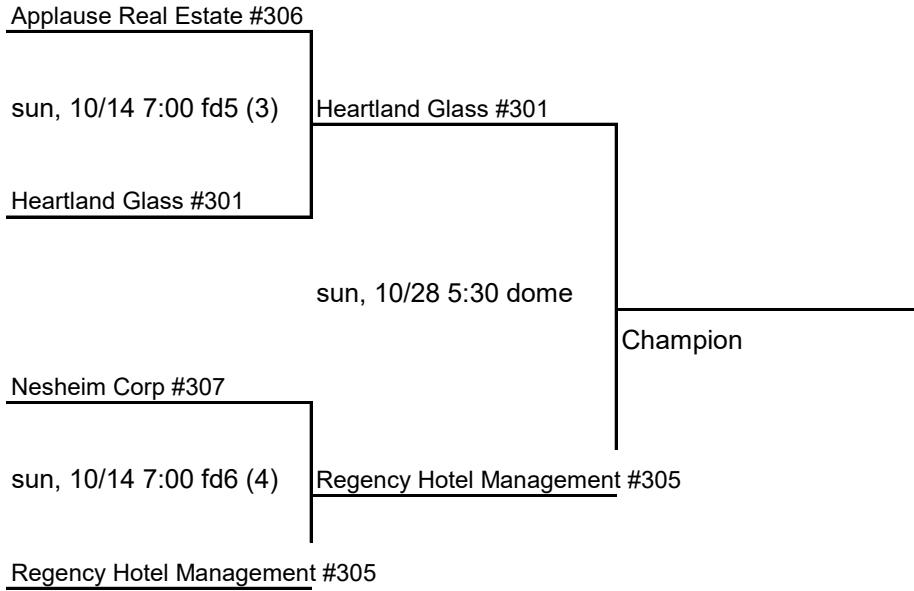 Applause Real Estate #306
sun, 10/14 7:00 fd5 (3)
Heartland Glass #301
Heartland Glass #301
sun, 10/28 5:30 dome
Champion
Nesheim Corp #307
sun, 10/14 7:00 fd6 (4)
Regency Hotel Management #305
Regency Hotel Management #305